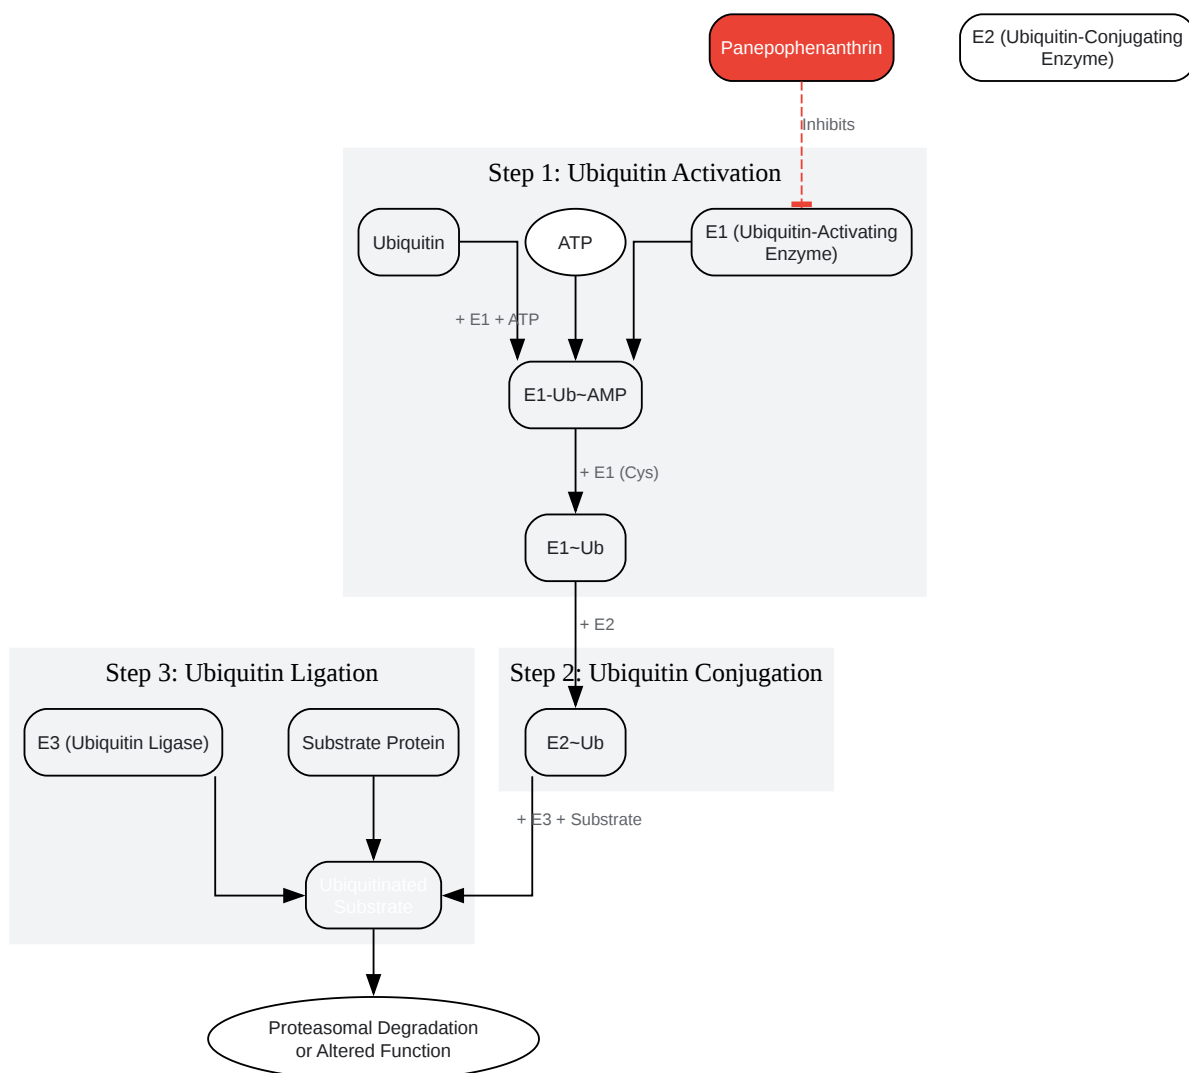 Panepophenanthrin
E2 (Ubiquitin-Conjugating
Enzyme)
Inhibits
Step 1: Ubiquitin Activation
Ubiquitin
ATP
E1 (Ubiquitin-Activating
Enzyme)
+ E1 + ATP
E1-Ub~AMP
+ E1 (Cys)
E1~Ub
+ E2
Step 3: Ubiquitin Ligation
Step 2: Ubiquitin Conjugation
E3 (Ubiquitin Ligase)
Substrate Protein
E2~Ub
+ E3 + Substrate
Ubiquitinated
Substrate
Proteasomal Degradation
or Altered Function